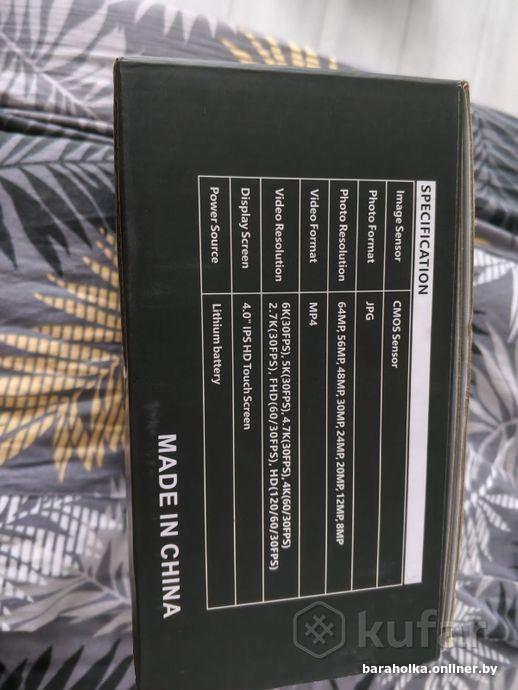 SPECIFICATION
Image Sensor CMOS Sensor
Photo Format JPG
Photo Resolution 64MP, 56MP, 48MP, 30MP, 24MP, 20MP, 12MP, 8MP
Video Format MP4
Video Resolution 6K(30FPS), 5K(30FPS), 4.7K(30FPS), 4K(60/30FPS)
2.7K(30FPS), FHD(60/30FPS), HD(120/60/30FPS)
Display Screen 4.0" IPS HD Touch Screen
Power Source Lithium battery
MADE IN CHINA
kufar
baraholka.onliner.by